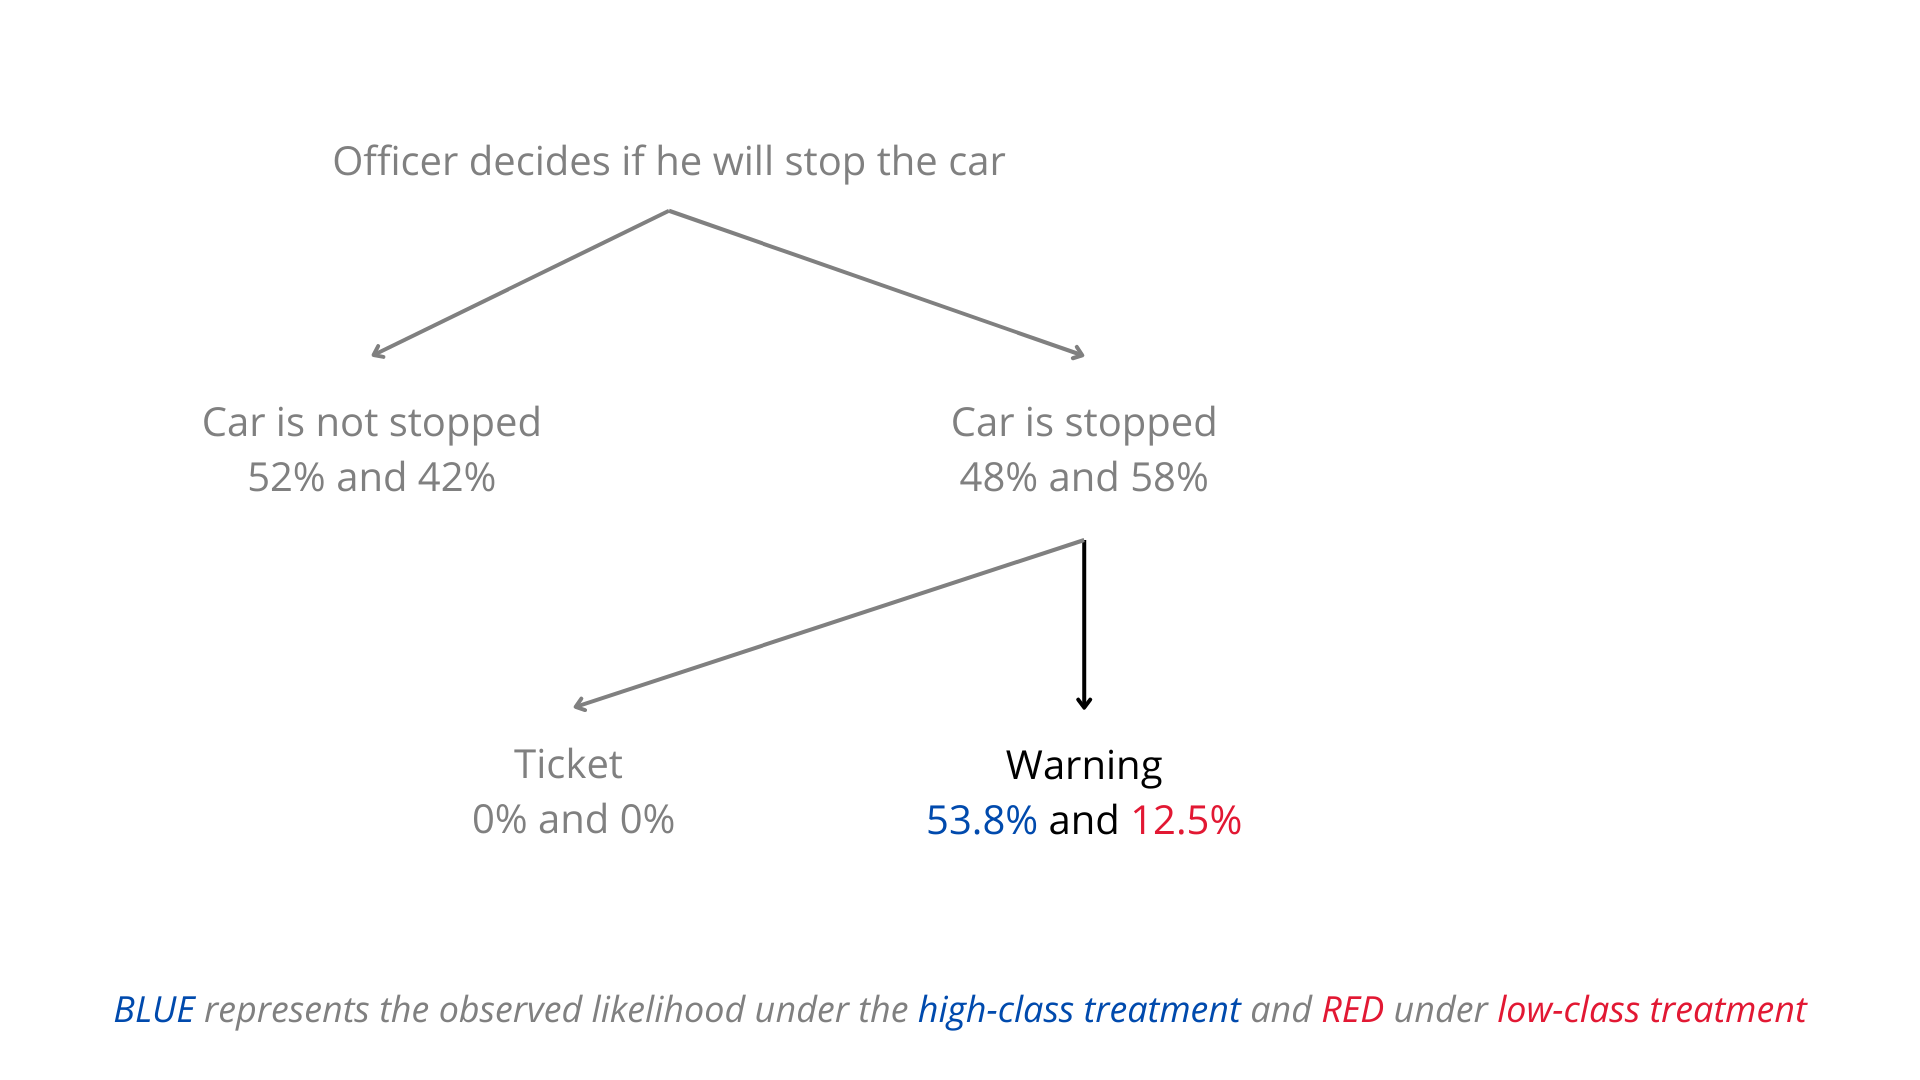 Officer decides if he will stop the car
Car is not stopped
52% and 42%
Car is stopped
48% and 58%
Ticket
0% and 0%
Warning
53.8% and 12.5%
BLUE represents the observed likelihood under the high-class treatment and RED under low-class treatment